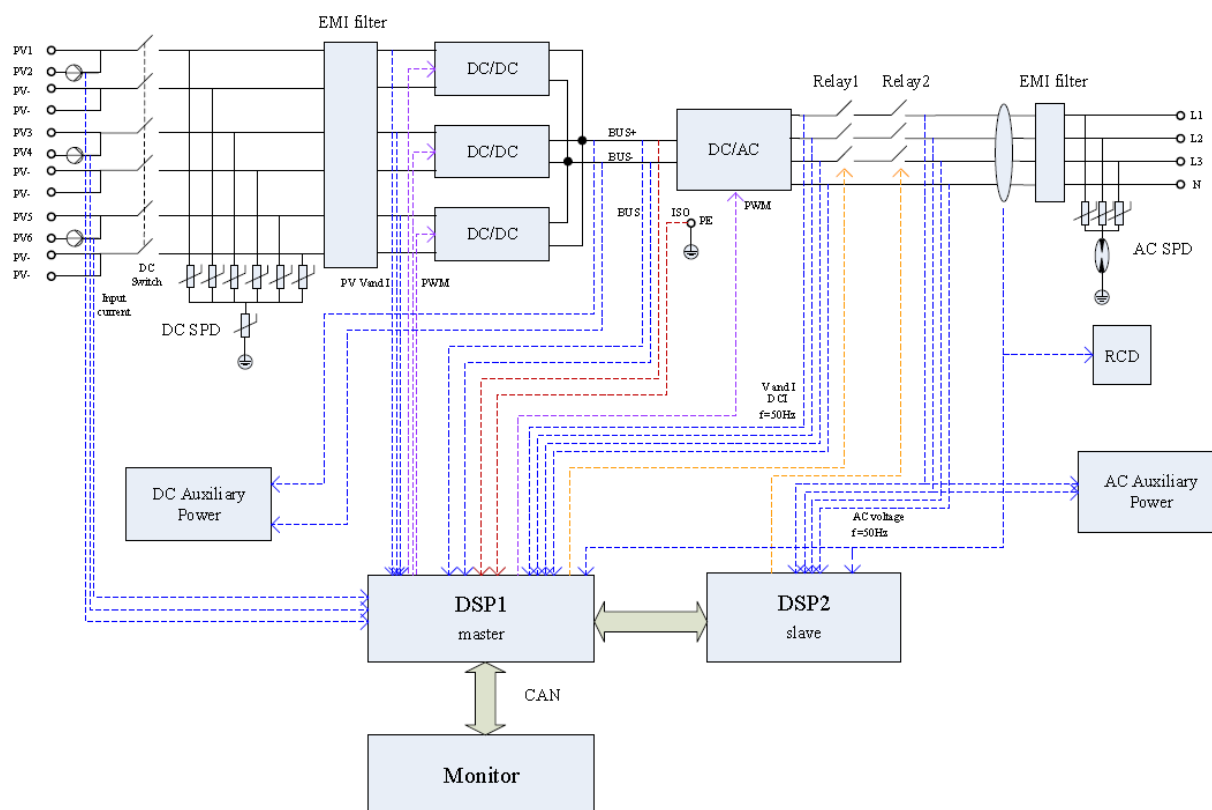 EMI filter
PV1
PV2
PV-
PV-
PV3
PV4
PV-
PV-
PV5
PV6
PV-
PV-
DC
Switch
Input
current
DC SPD
PV Vand I
PWM
DC/DC
DC/DC
DC/DC
BUS+
BUS-
BUS
ISO
PE
DC/AC
PWM
Relay1
Relay2
EMI filter
L1
L2
L3
N
AC SPD
RCD
V and I
DCI
f=50Hz
DC Auxiliary
Power
AC Auxiliary
Power
AC voltage
f=50Hz
DSP1
master
DSP2
slave
CAN
Monitor